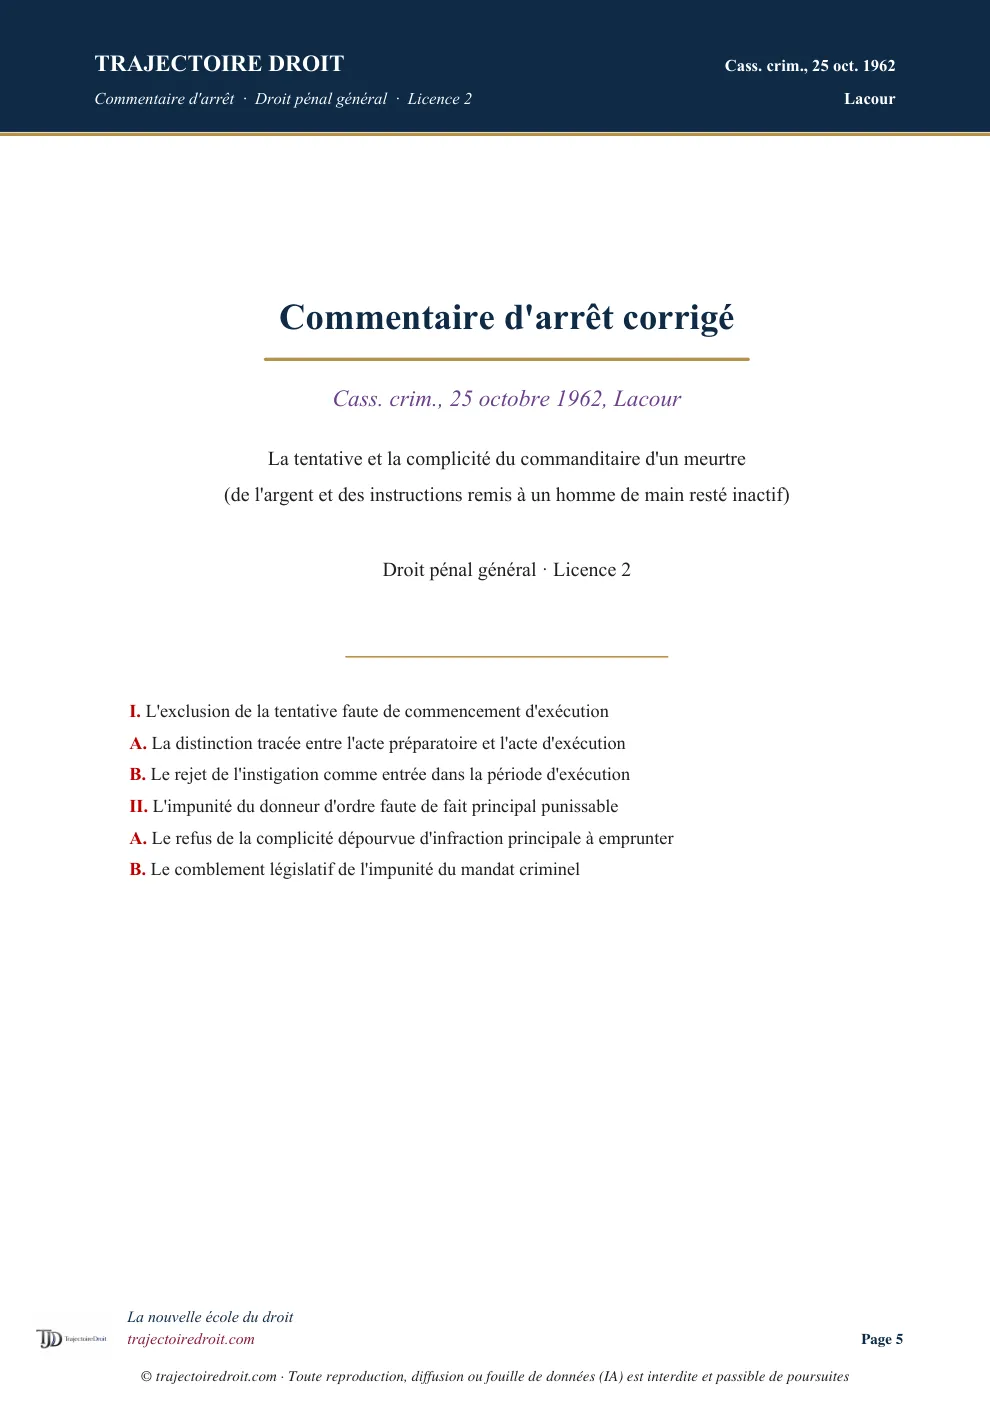 TRAJECTOIRE DROIT
Cass. crim., 25 oct. 1962
Commentaire d'arrêt · Droit pénal général · Licence 2
Lacour
Commentaire d'arrêt corrigé
Cass. crim., 25 octobre 1962, Lacour
La tentative et la complicité du commanditaire d'un meurtre
(de l'argent et des instructions remis à un homme de main resté inactif)
Droit pénal général · Licence 2
I. L'exclusion de la tentative faute de commencement d'exécution
A. La distinction tracée entre l'acte préparatoire et l'acte d'exécution
B. Le rejet de l'instigation comme entrée dans la période d'exécution
II. L'impunité du donneur d'ordre faute de fait principal punissable
A. Le refus de la complicité dépourvue d'infraction principale à emprunter
B. Le comblement législatif de l'impunité du mandat criminel
La nouvelle école du droit
TJD TrajectoireDroit
trajectoiredroit.com
Page 5
© trajectoiredroit.com · Toute reproduction, diffusion ou fouille de données (IA) est interdite et passible de poursuites